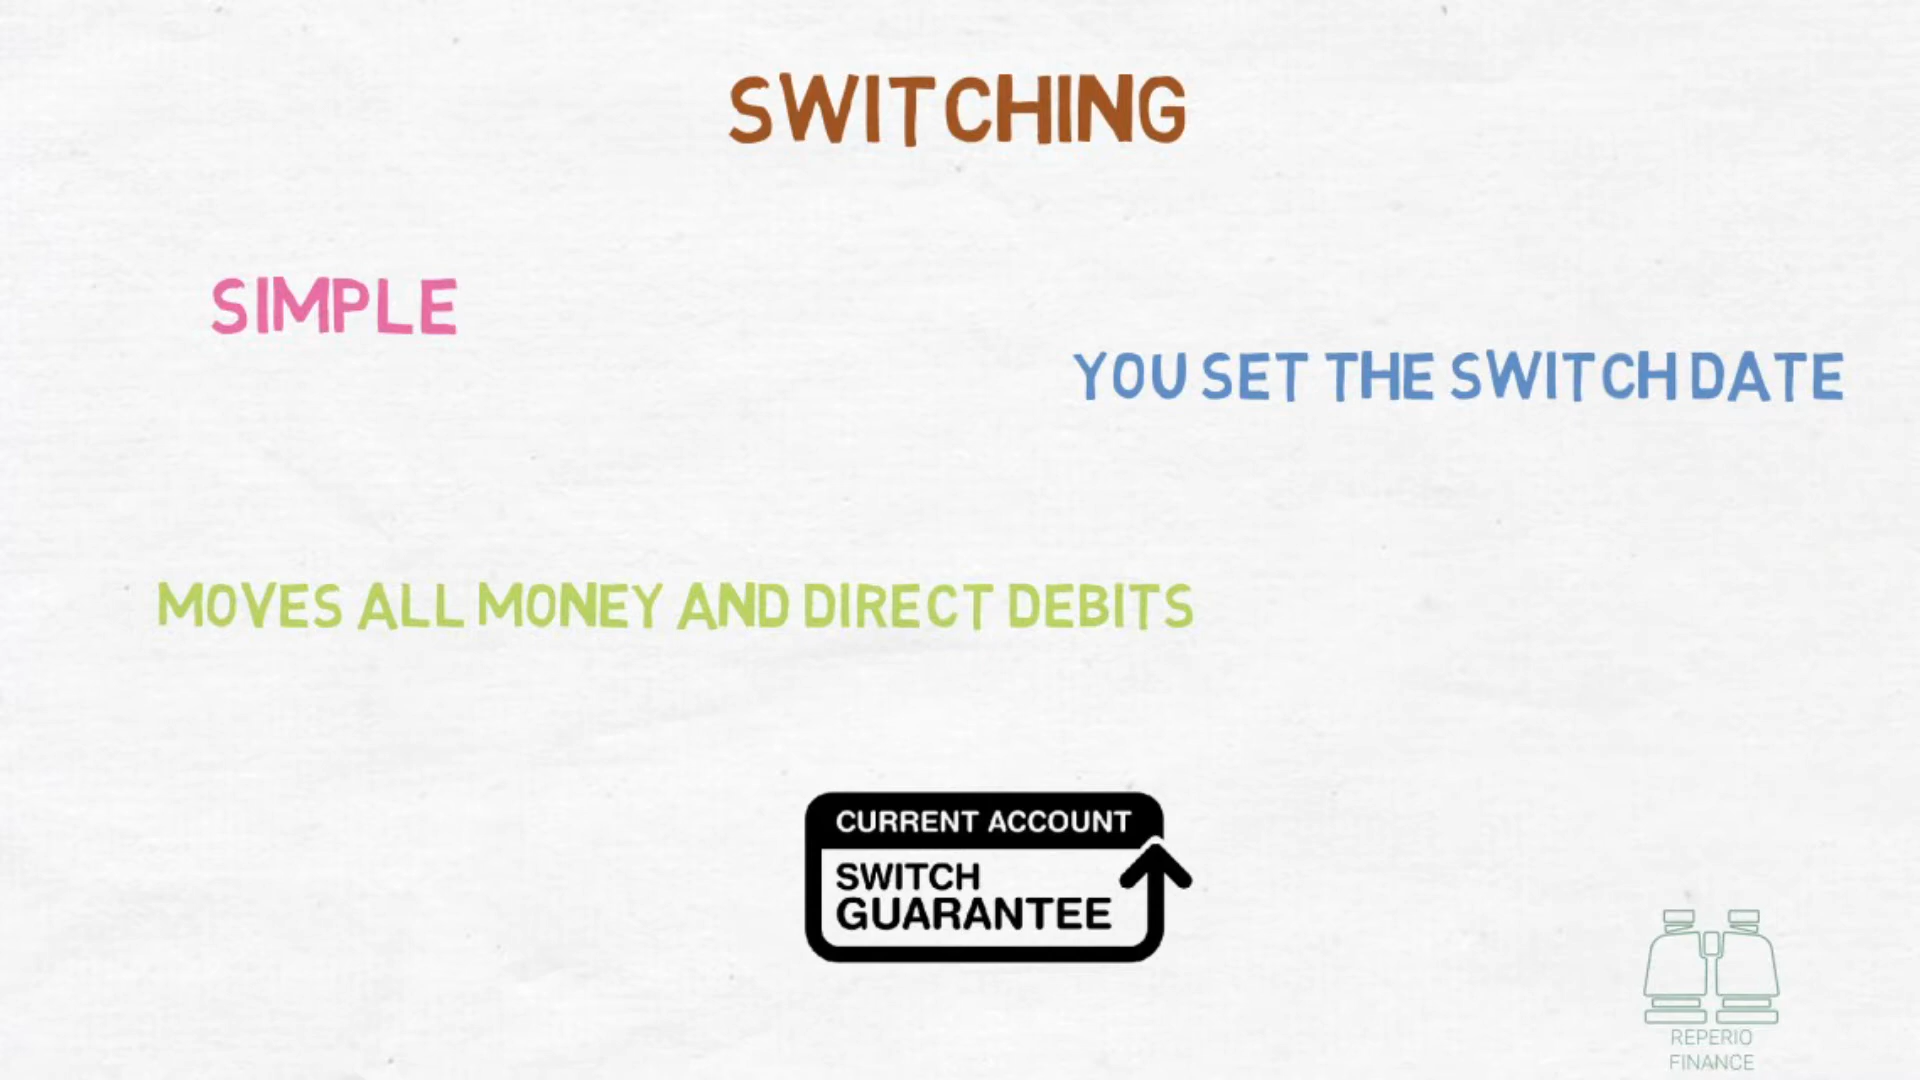 SWITCHING
SIMPLE
YOU SET THE SWITCH DATE
MOVES ALL MONEY AND DIRECT DEBITS
CURRENT ACCOUNT
SWITCH
GUARANTEE
REPERIO
FINANCE